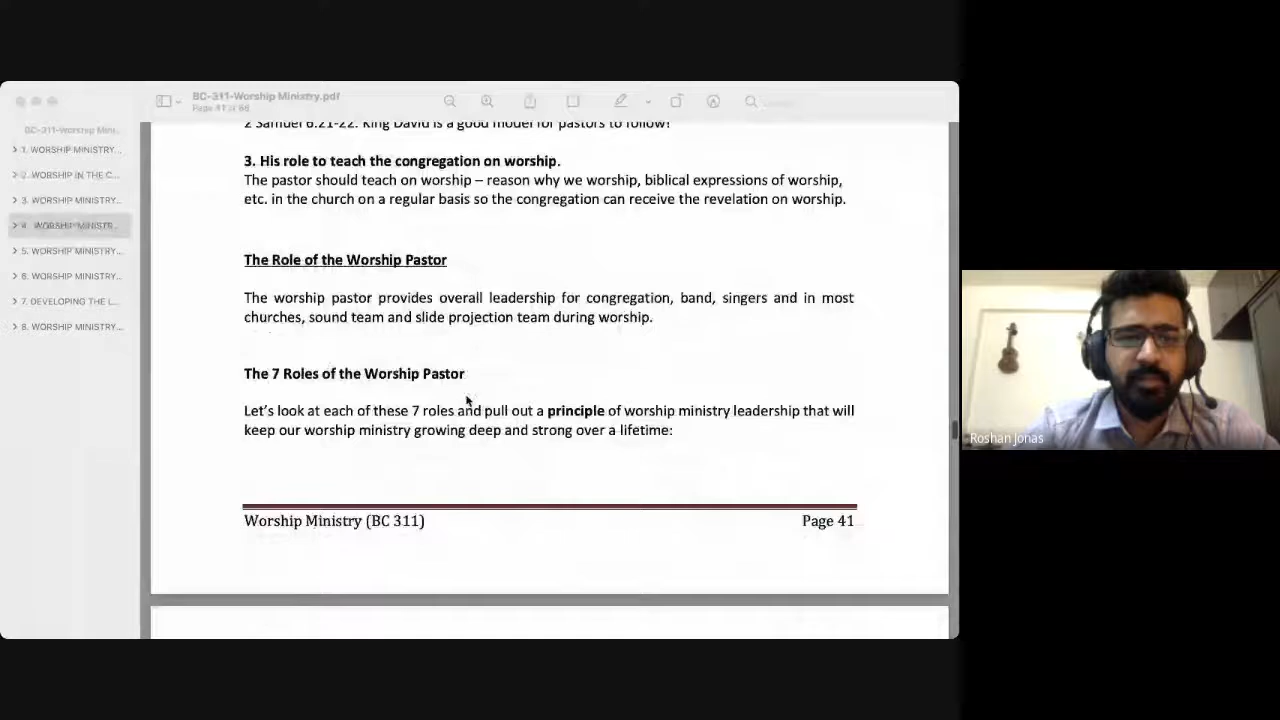 BC-311-Worship Ministry.pdf
Page 41 of 66
BC-311-Worship Mini...
1. WORSHIP MINISTRY...
2. WORSHIP IN THE C...
3. WORSHIP MINISTRY...
4. WORSHIP MINISTR...
5. WORSHIP MINISTRY...
6. WORSHIP MINISTRY...
7. DEVELOPING THE L...
8. WORSHIP MINISTRY...
2 Samuel 6:21-22. King David is a good model for pastors to follow!
3. His role to teach the congregation on worship.
The pastor should teach on worship – reason why we worship, biblical expressions of worship,
etc. in the church on a regular basis so the congregation can receive the revelation on worship.
The Role of the Worship Pastor
The worship pastor provides overall leadership for congregation, band, singers and in most
churches, sound team and slide projection team during worship.
The 7 Roles of the Worship Pastor
Let's look at each of these 7 roles and pull out a principle of worship ministry leadership that will
keep our worship ministry growing deep and strong over a lifetime:
Worship Ministry (BC 311)
Page 41
Roshan Jonas